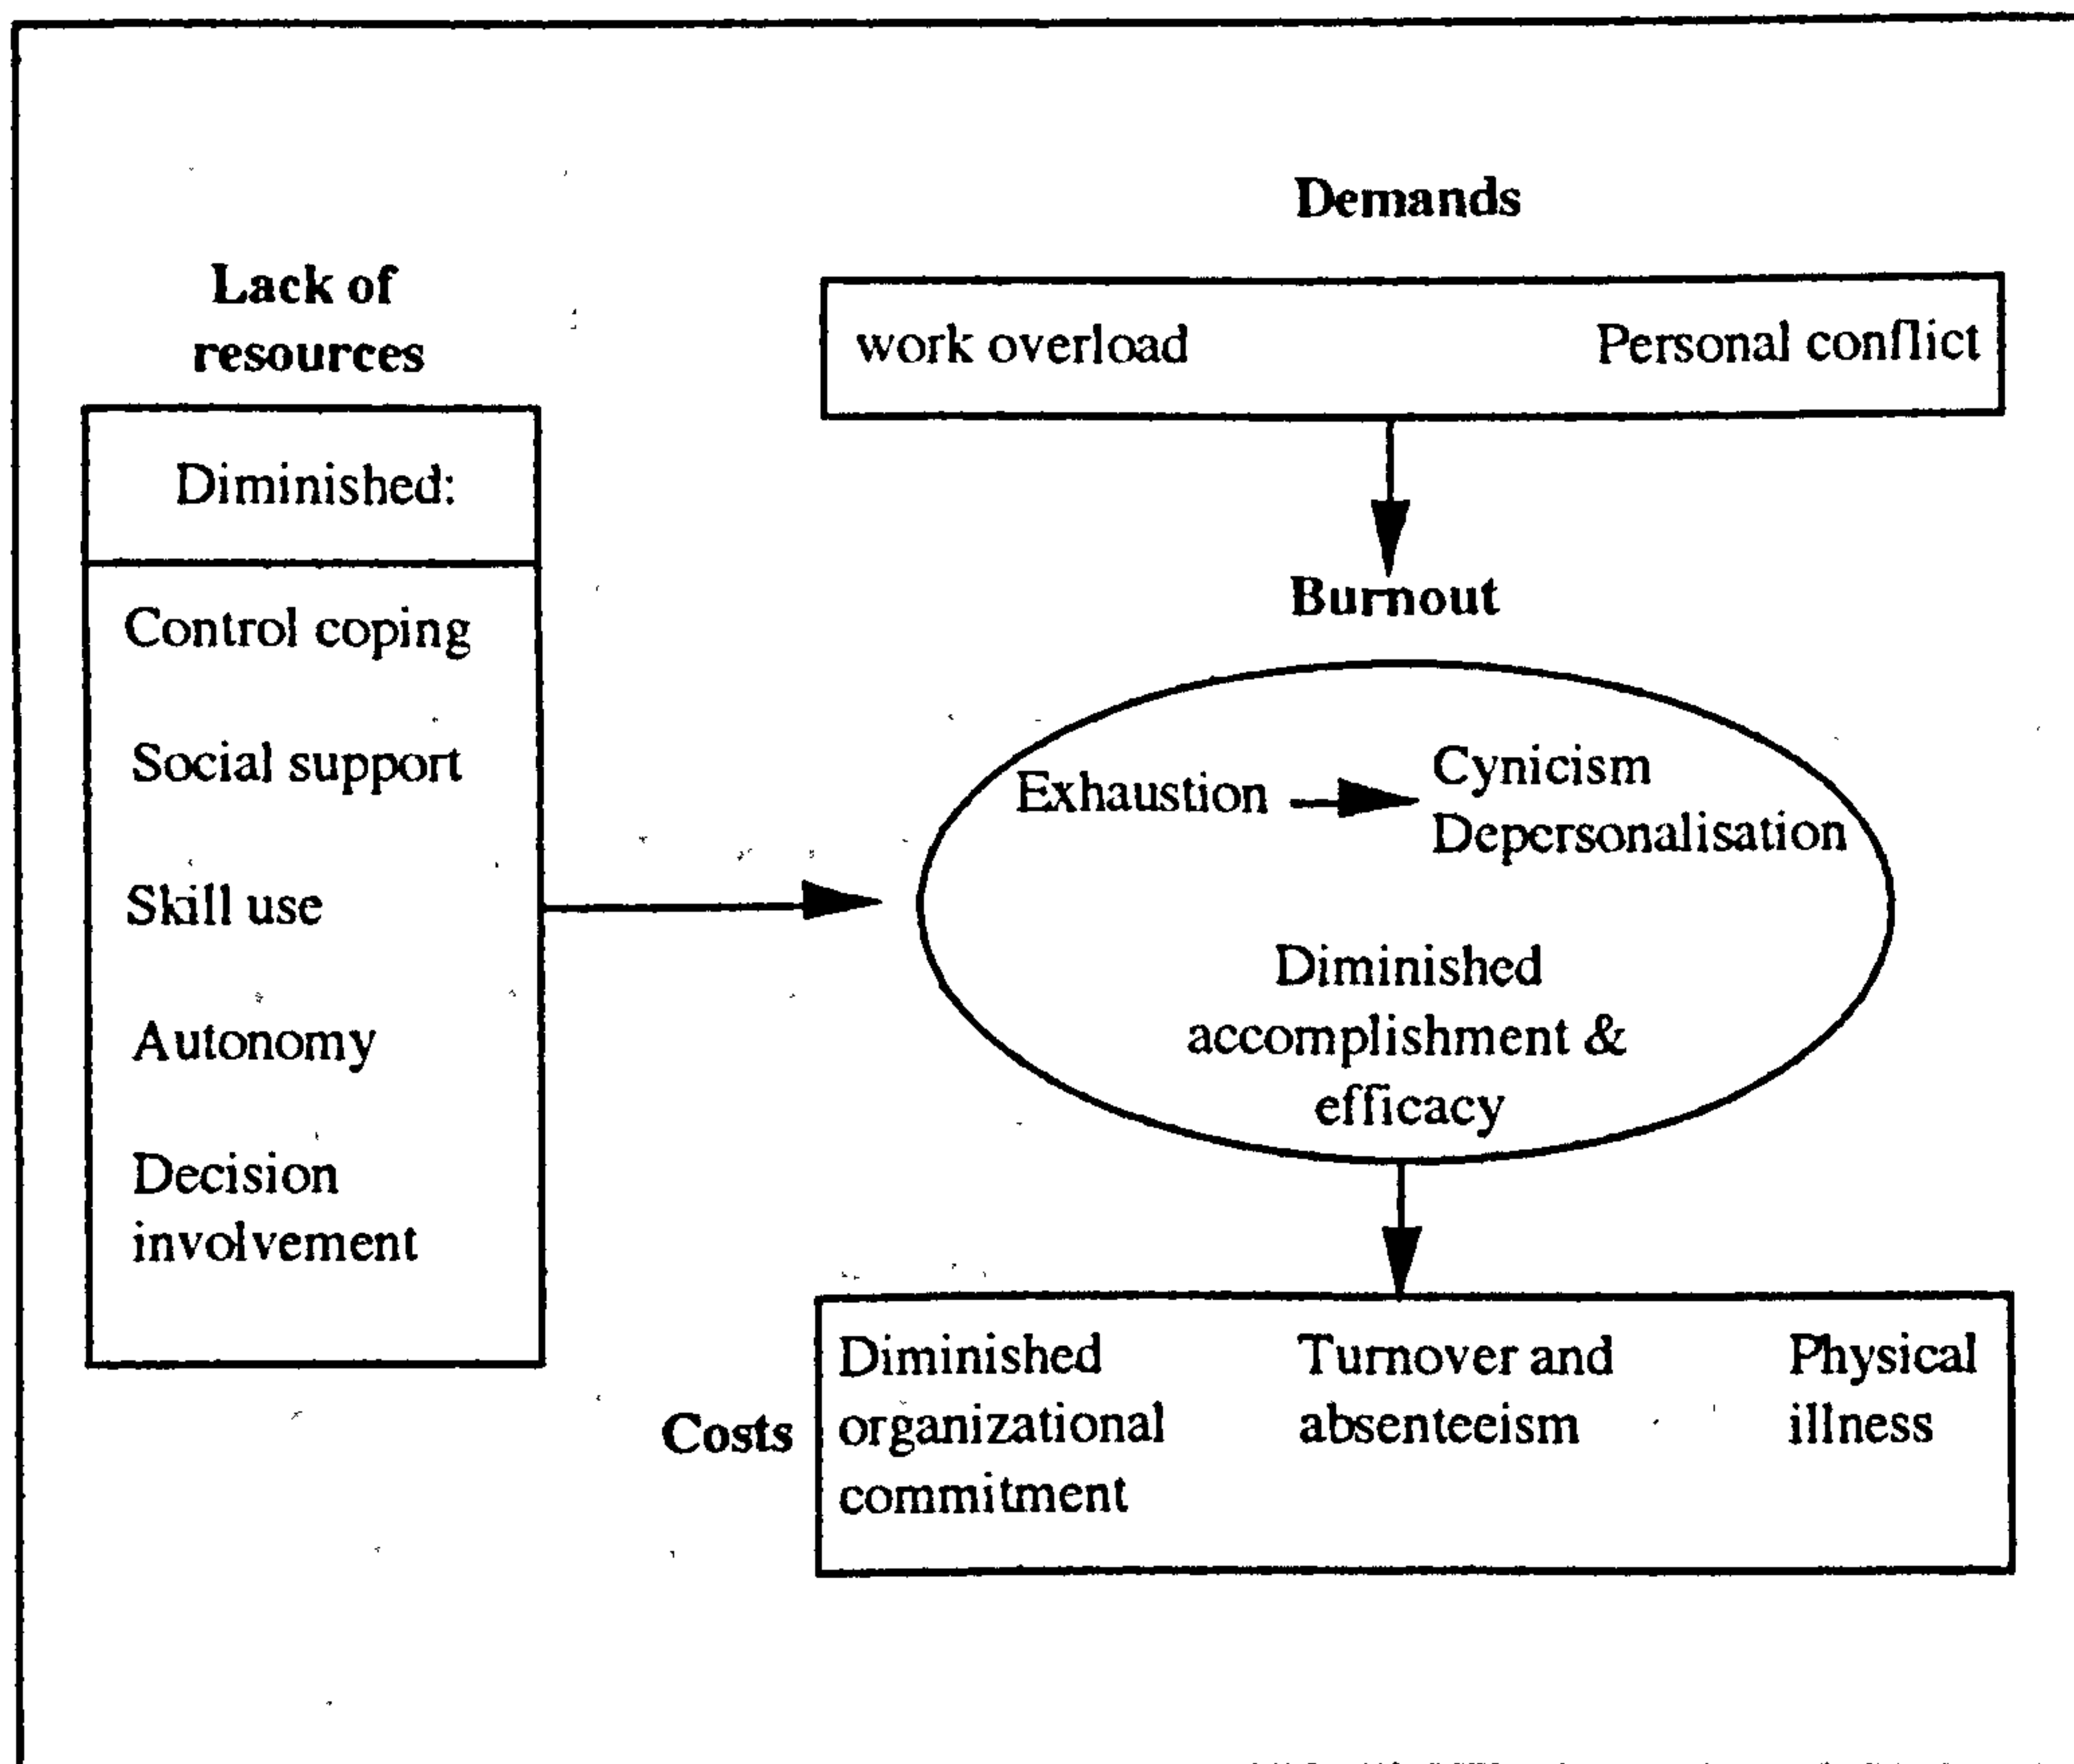 Demands
Lack of
resources
work overload
Personal conflict
Diminished:
Burnout
Control coping
Social support
Skill use
Autonomy
Decision
involvement
Exhaustion
Cynicism
Depersonalisation
Diminished
accomplishment &
efficacy
Costs
Diminished
organizational
commitment
Turnover and
absenteeism
Physical
illness